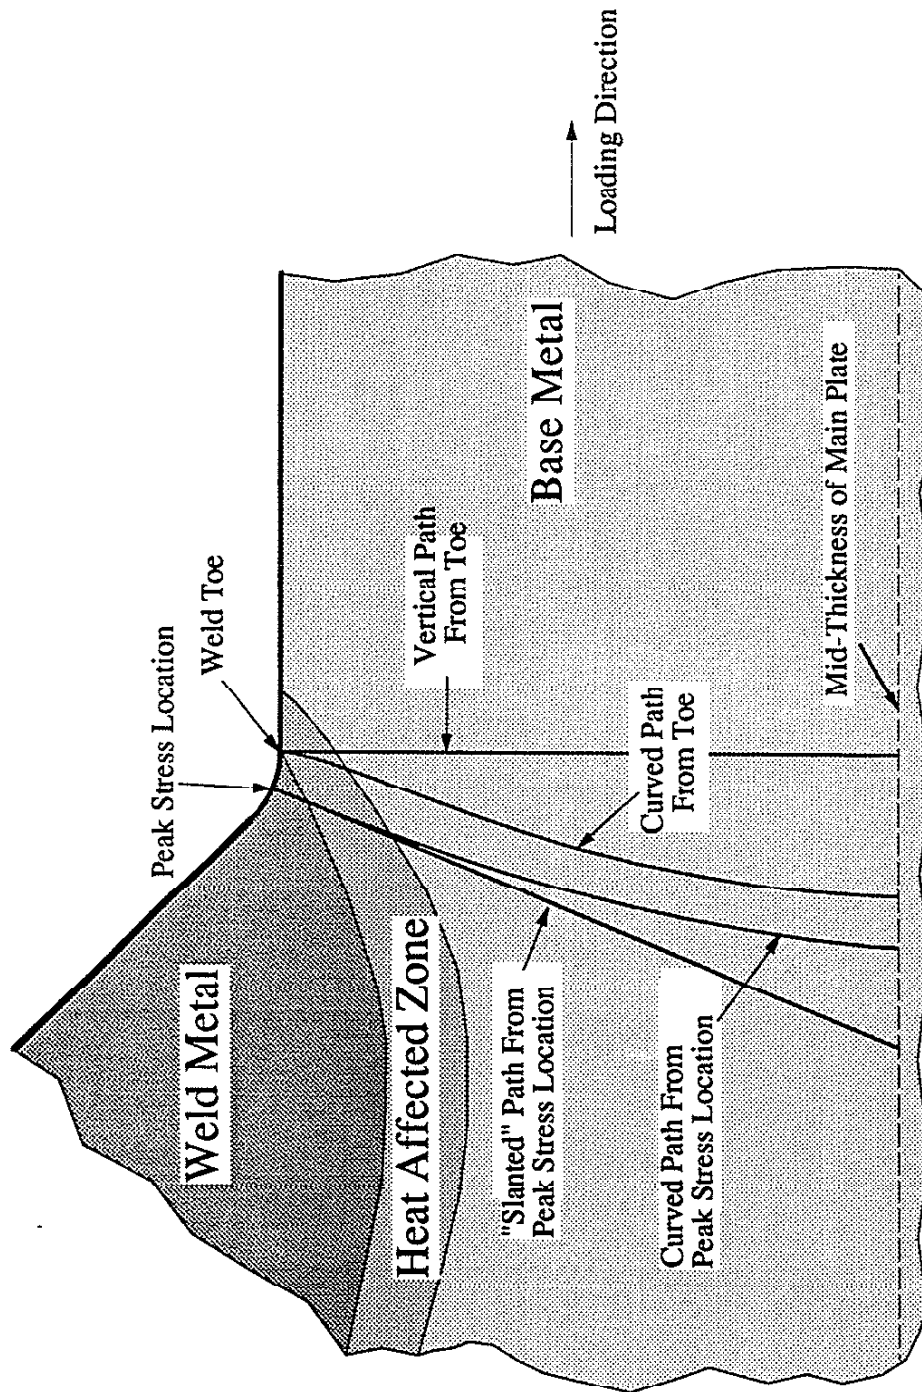 Peak Stress Location
Weld Toe
Weld Metal
Heat Affected Zone
Vertical Path
From Toe
Base Metal
Loading Direction
"Slanted" Path From
Peak Stress Location
Curved Path
From Toe
Curved Path From
Peak Stress Location
Mid-Thickness of Main Plate